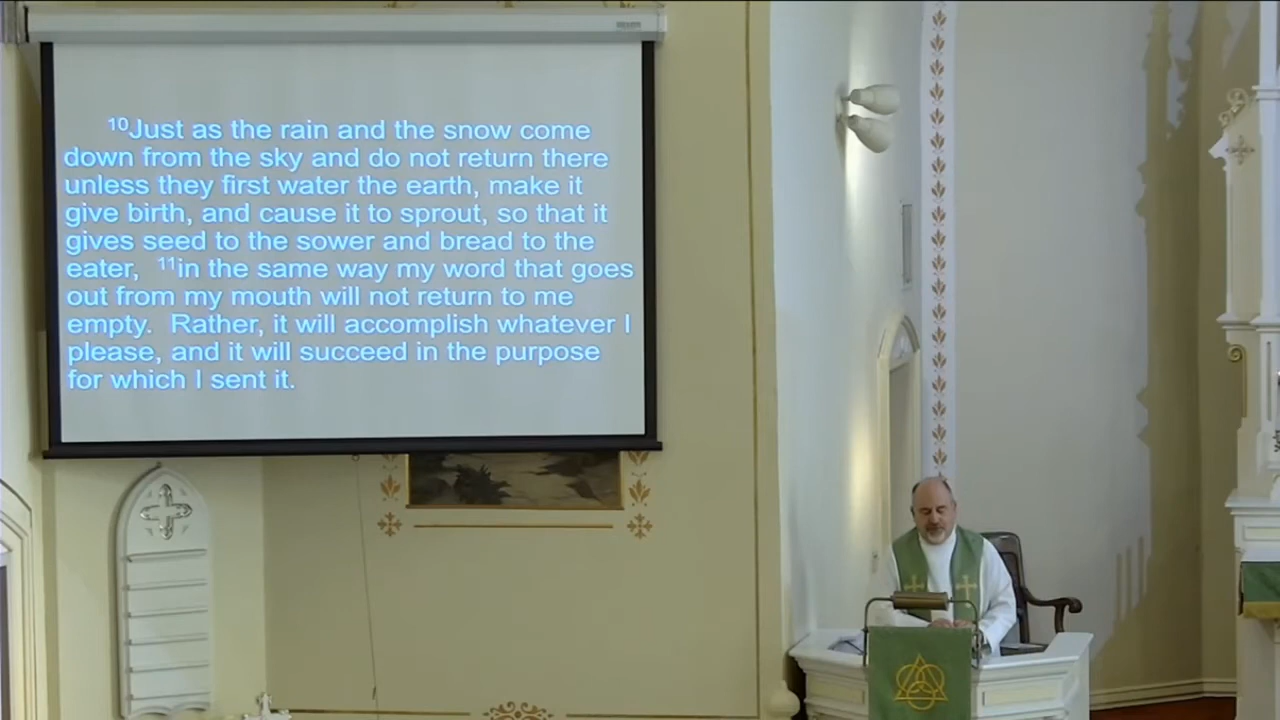 ¹⁰Just as the rain and the snow come
down from the sky and do not return there
unless they first water the earth, make it
give birth, and cause it to sprout, so that it
gives seed to the sower and bread to the
eater,  ¹¹in the same way my word that goes
out from my mouth will not return to me
empty.  Rather, it will accomplish whatever I
please, and it will succeed in the purpose
for which I sent it.